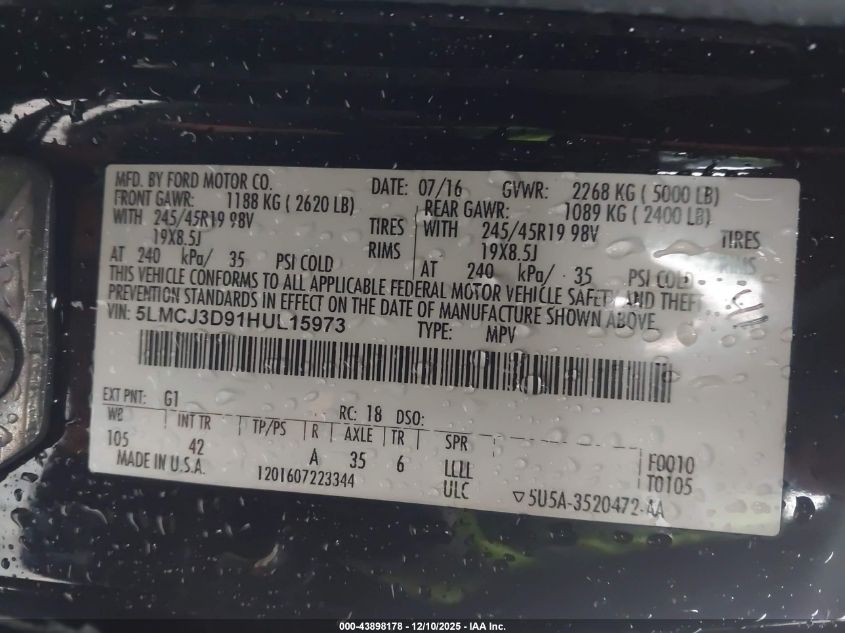 MFD. BY FORD MOTOR CO. DATE: 07/16 GVWR: 2268 KG ( 5000 LB)
FRONT GAWR: 1188 KG ( 2620 LB) REAR GAWR: 1089 KG ( 2400 LB)
WITH 245/45R19 98V TIRES WITH 245/45R19 98V TIRES
19X8.5J RIMS 19X8.5J RIMS
AT 240 kPa/ 35 PSI COLD AT 240 kPa/ 35 PSI COLD
THIS VEHICLE CONFORMS TO ALL APPLICABLE FEDERAL MOTOR VEHICLE SAFETY AND THEFT
PREVENTION STANDARDS IN EFFECT ON THE DATE OF MANUFACTURE SHOWN ABOVE.
VIN: 5LMCJ3D91HUL15973 TYPE: MPV
EXT PNT: G1 RC: 18 DSO:
WB INT TR TP/PS R AXLE TR SPR
105 42 A 35 6 LLLL F0010
MADE IN U.S.A. 1201607223344 ULC T0105
▽5U5A-3520472-AA
000-43898178 - 12/10/2025 - IAA Inc.